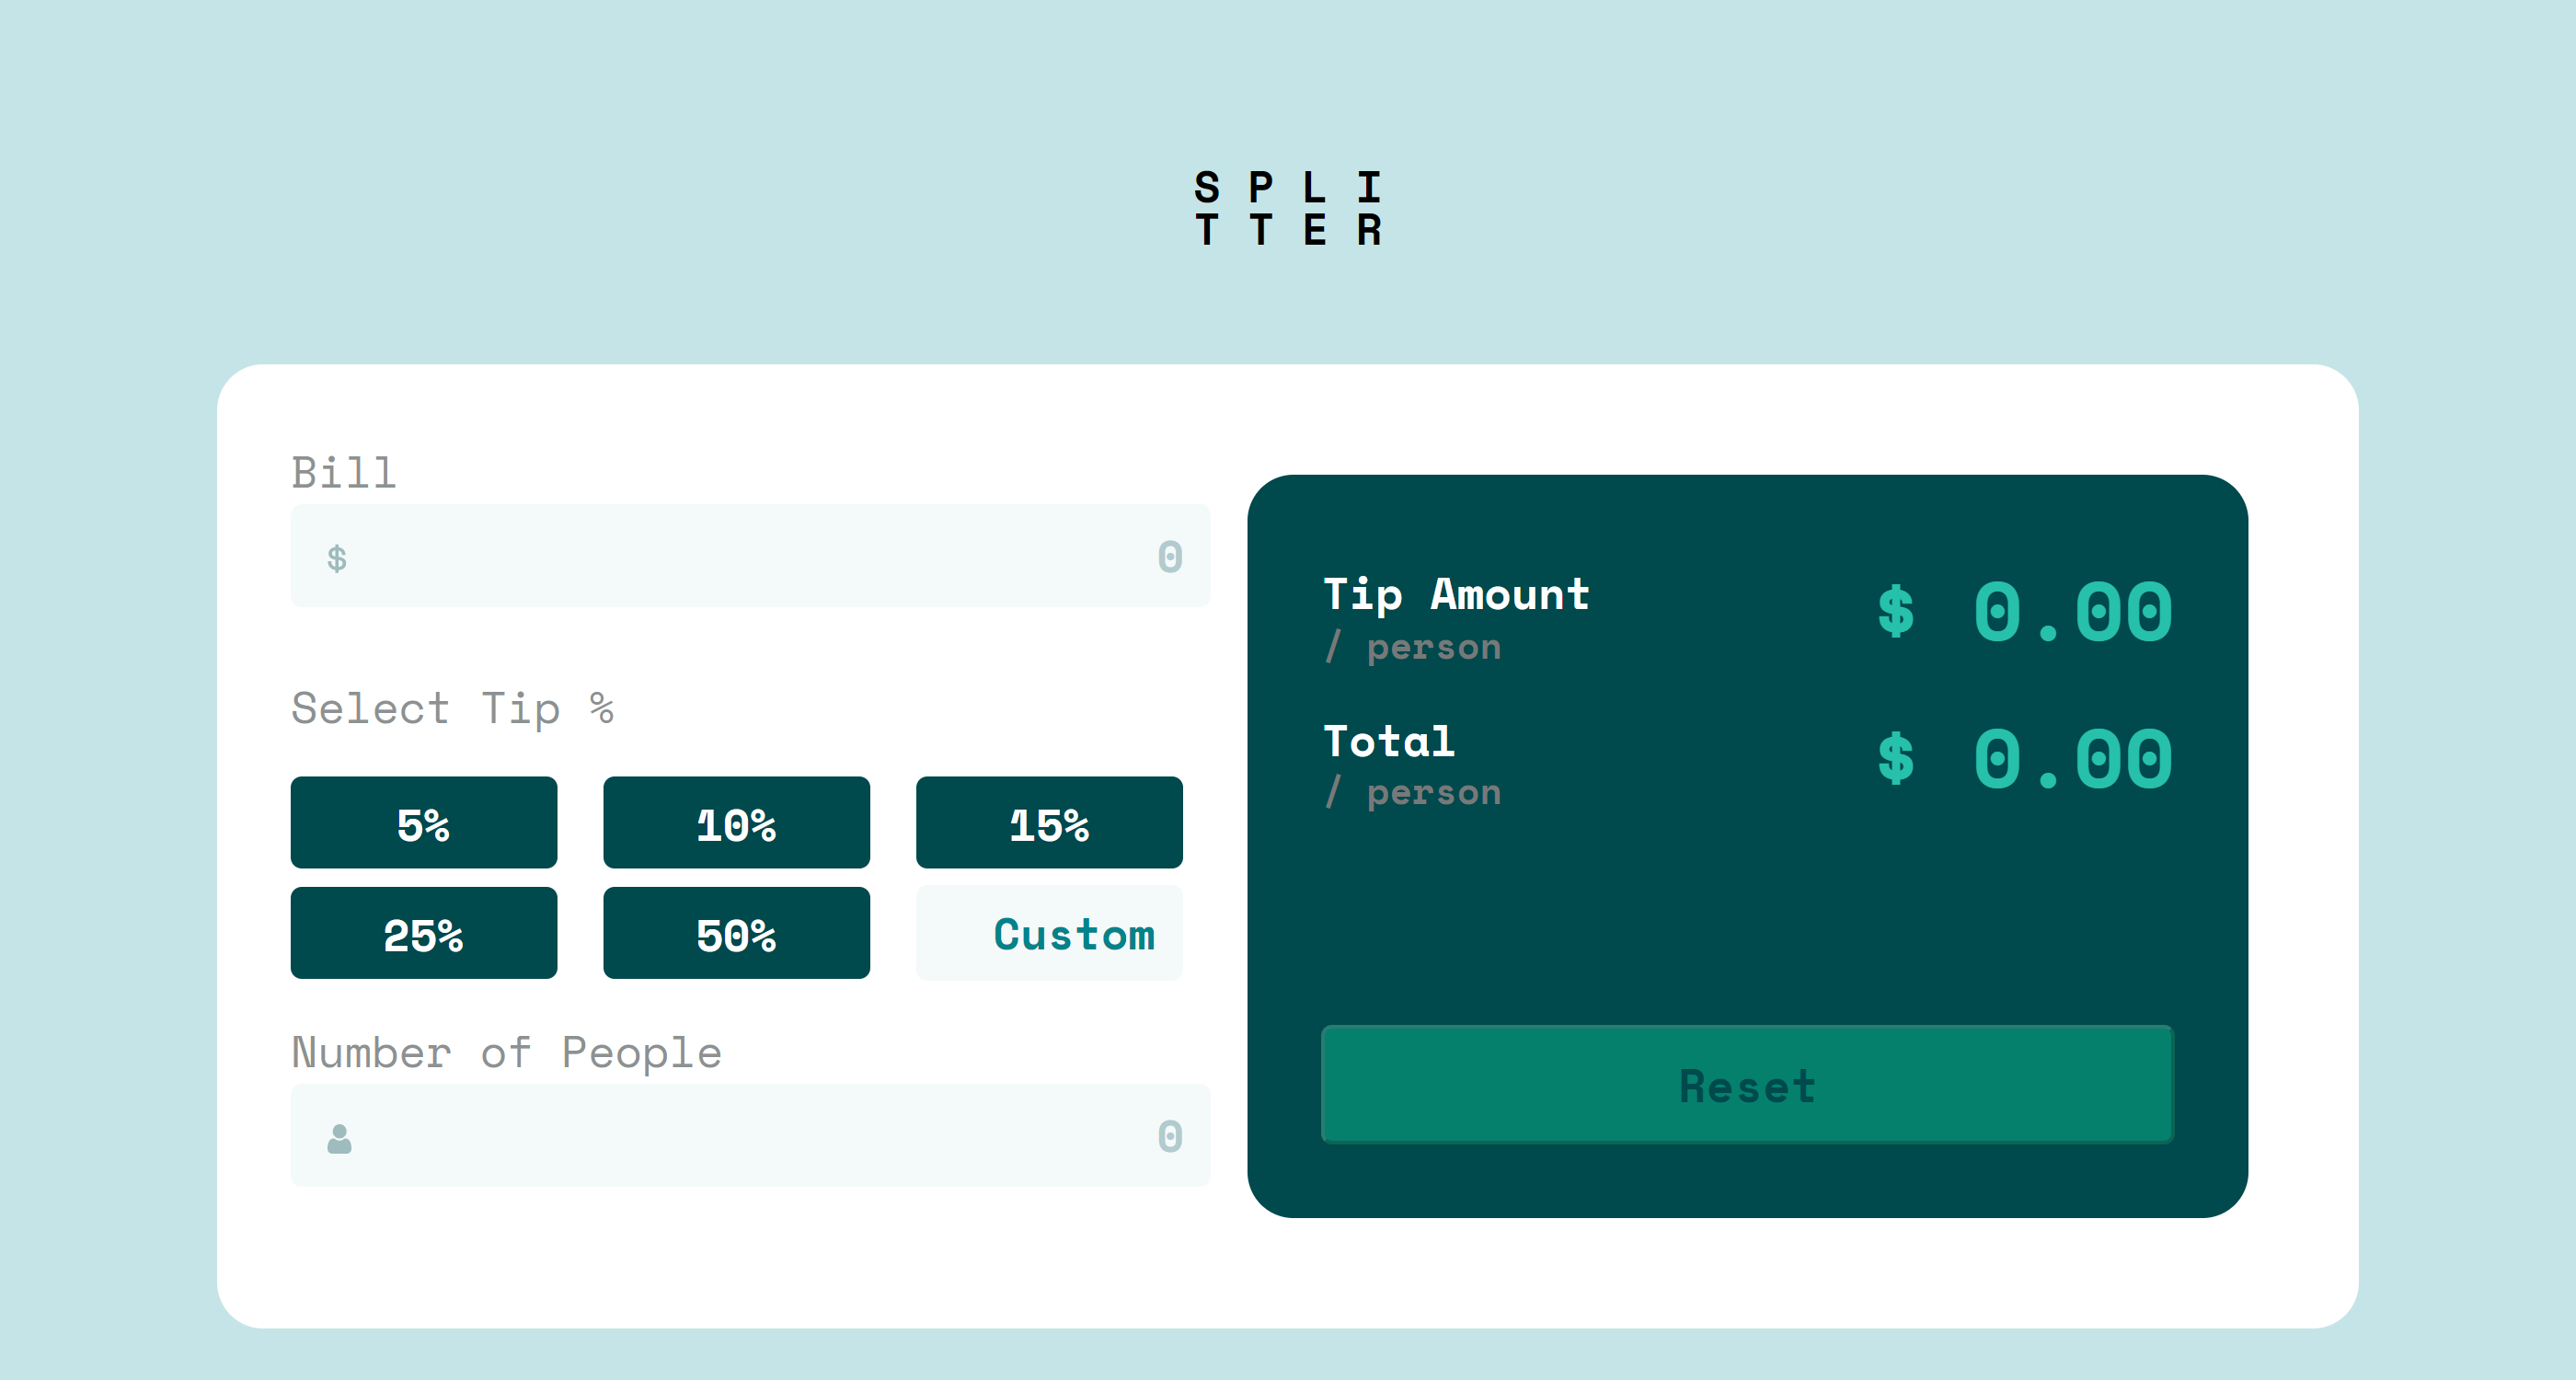 S P L I
T T E R
Bill
$ 0
Select Tip %
5% 10% 15%
25% 50% Custom
Number of People
0
Tip Amount
/ person
$ 0.00
Total
/ person
$ 0.00
Reset